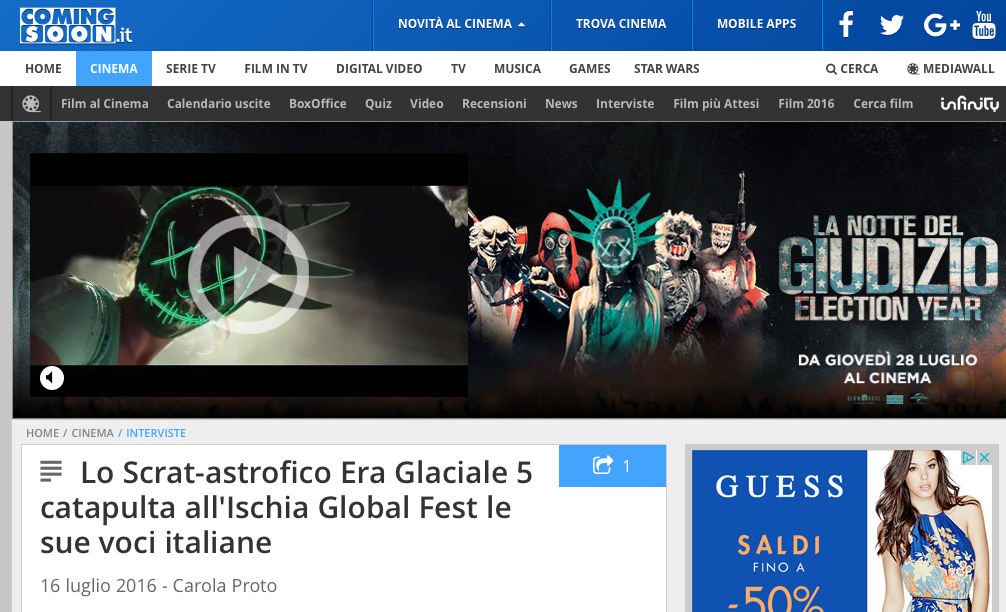 COMING
SOON.it
NOVITÀ AL CINEMA
TROVA CINEMA
MOBILE APPS
You
Tube
HOME
CINEMA
SERIE TV
FILM IN TV
DIGITAL VIDEO
TV
MUSICA
GAMES
STAR WARS
CERCA
MEDIAWALL
Film al Cinema
Calendario uscite
BoxOffice
Quiz
Video
Recensioni
News
Interviste
Film più Attesi
Film 2016
Cerca film
infinity
LA NOTTE DEL
GIUDIZIO
ELECTION YEAR
DA GIOVEDÌ 28 LUGLIO
AL CINEMA
HOME / CINEMA / INTERVISTE
Lo Scrat-astrofico Era Glaciale 5
catapulta all'Ischia Global Fest le
sue voci italiane
1
16 luglio 2016 - Carola Proto
GUESS
SALDI
FINO A
-50%